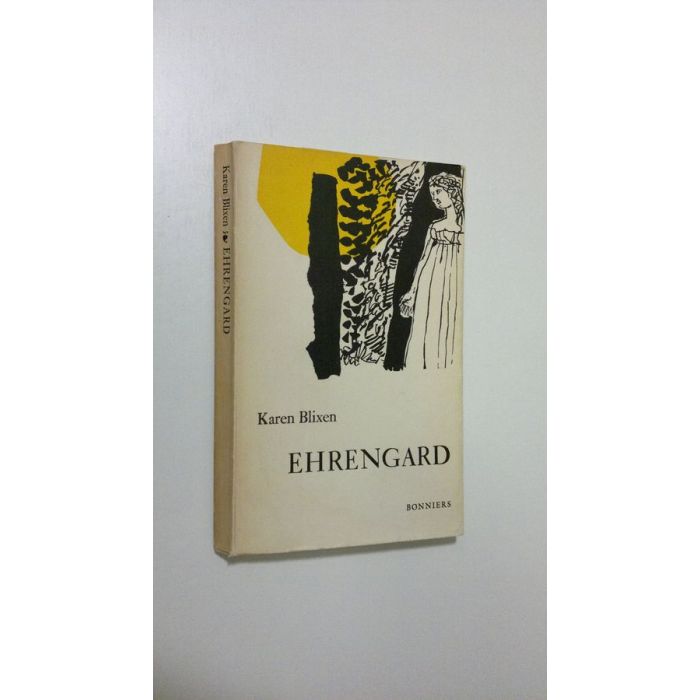 Karen Blixen ❧ EHRENGARD
Karen Blixen
EHRENGARD
BONNIERS